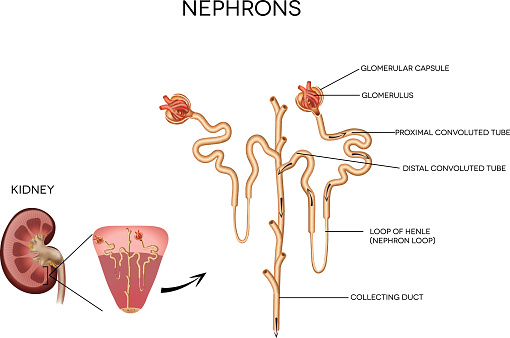 NEPHRONS
GLOMERULAR CAPSULE
GLOMERULUS
PROXIMAL CONVOLUTED TUBE
DISTAL CONVOLUTED TUBE
KIDNEY
LOOP OF HENLE
(NEPHRON LOOP)
COLLECTING DUCT